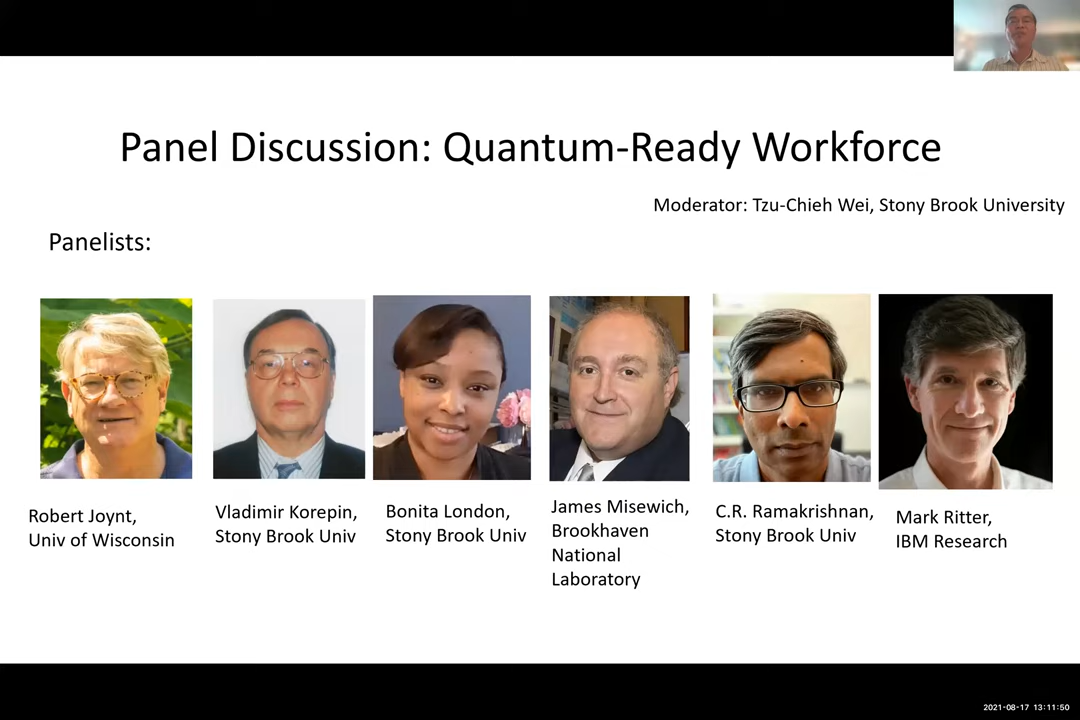 Panel Discussion: Quantum-Ready Workforce
Moderator: Tzu-Chieh Wei, Stony Brook University
Panelists:
Robert Joynt,
Univ of Wisconsin
Vladimir Korepin,
Stony Brook Univ
Bonita London,
Stony Brook Univ
James Misewich,
Brookhaven
National
Laboratory
C.R. Ramakrishnan,
Stony Brook Univ
Mark Ritter,
IBM Research
2021-08-17 13:11:50